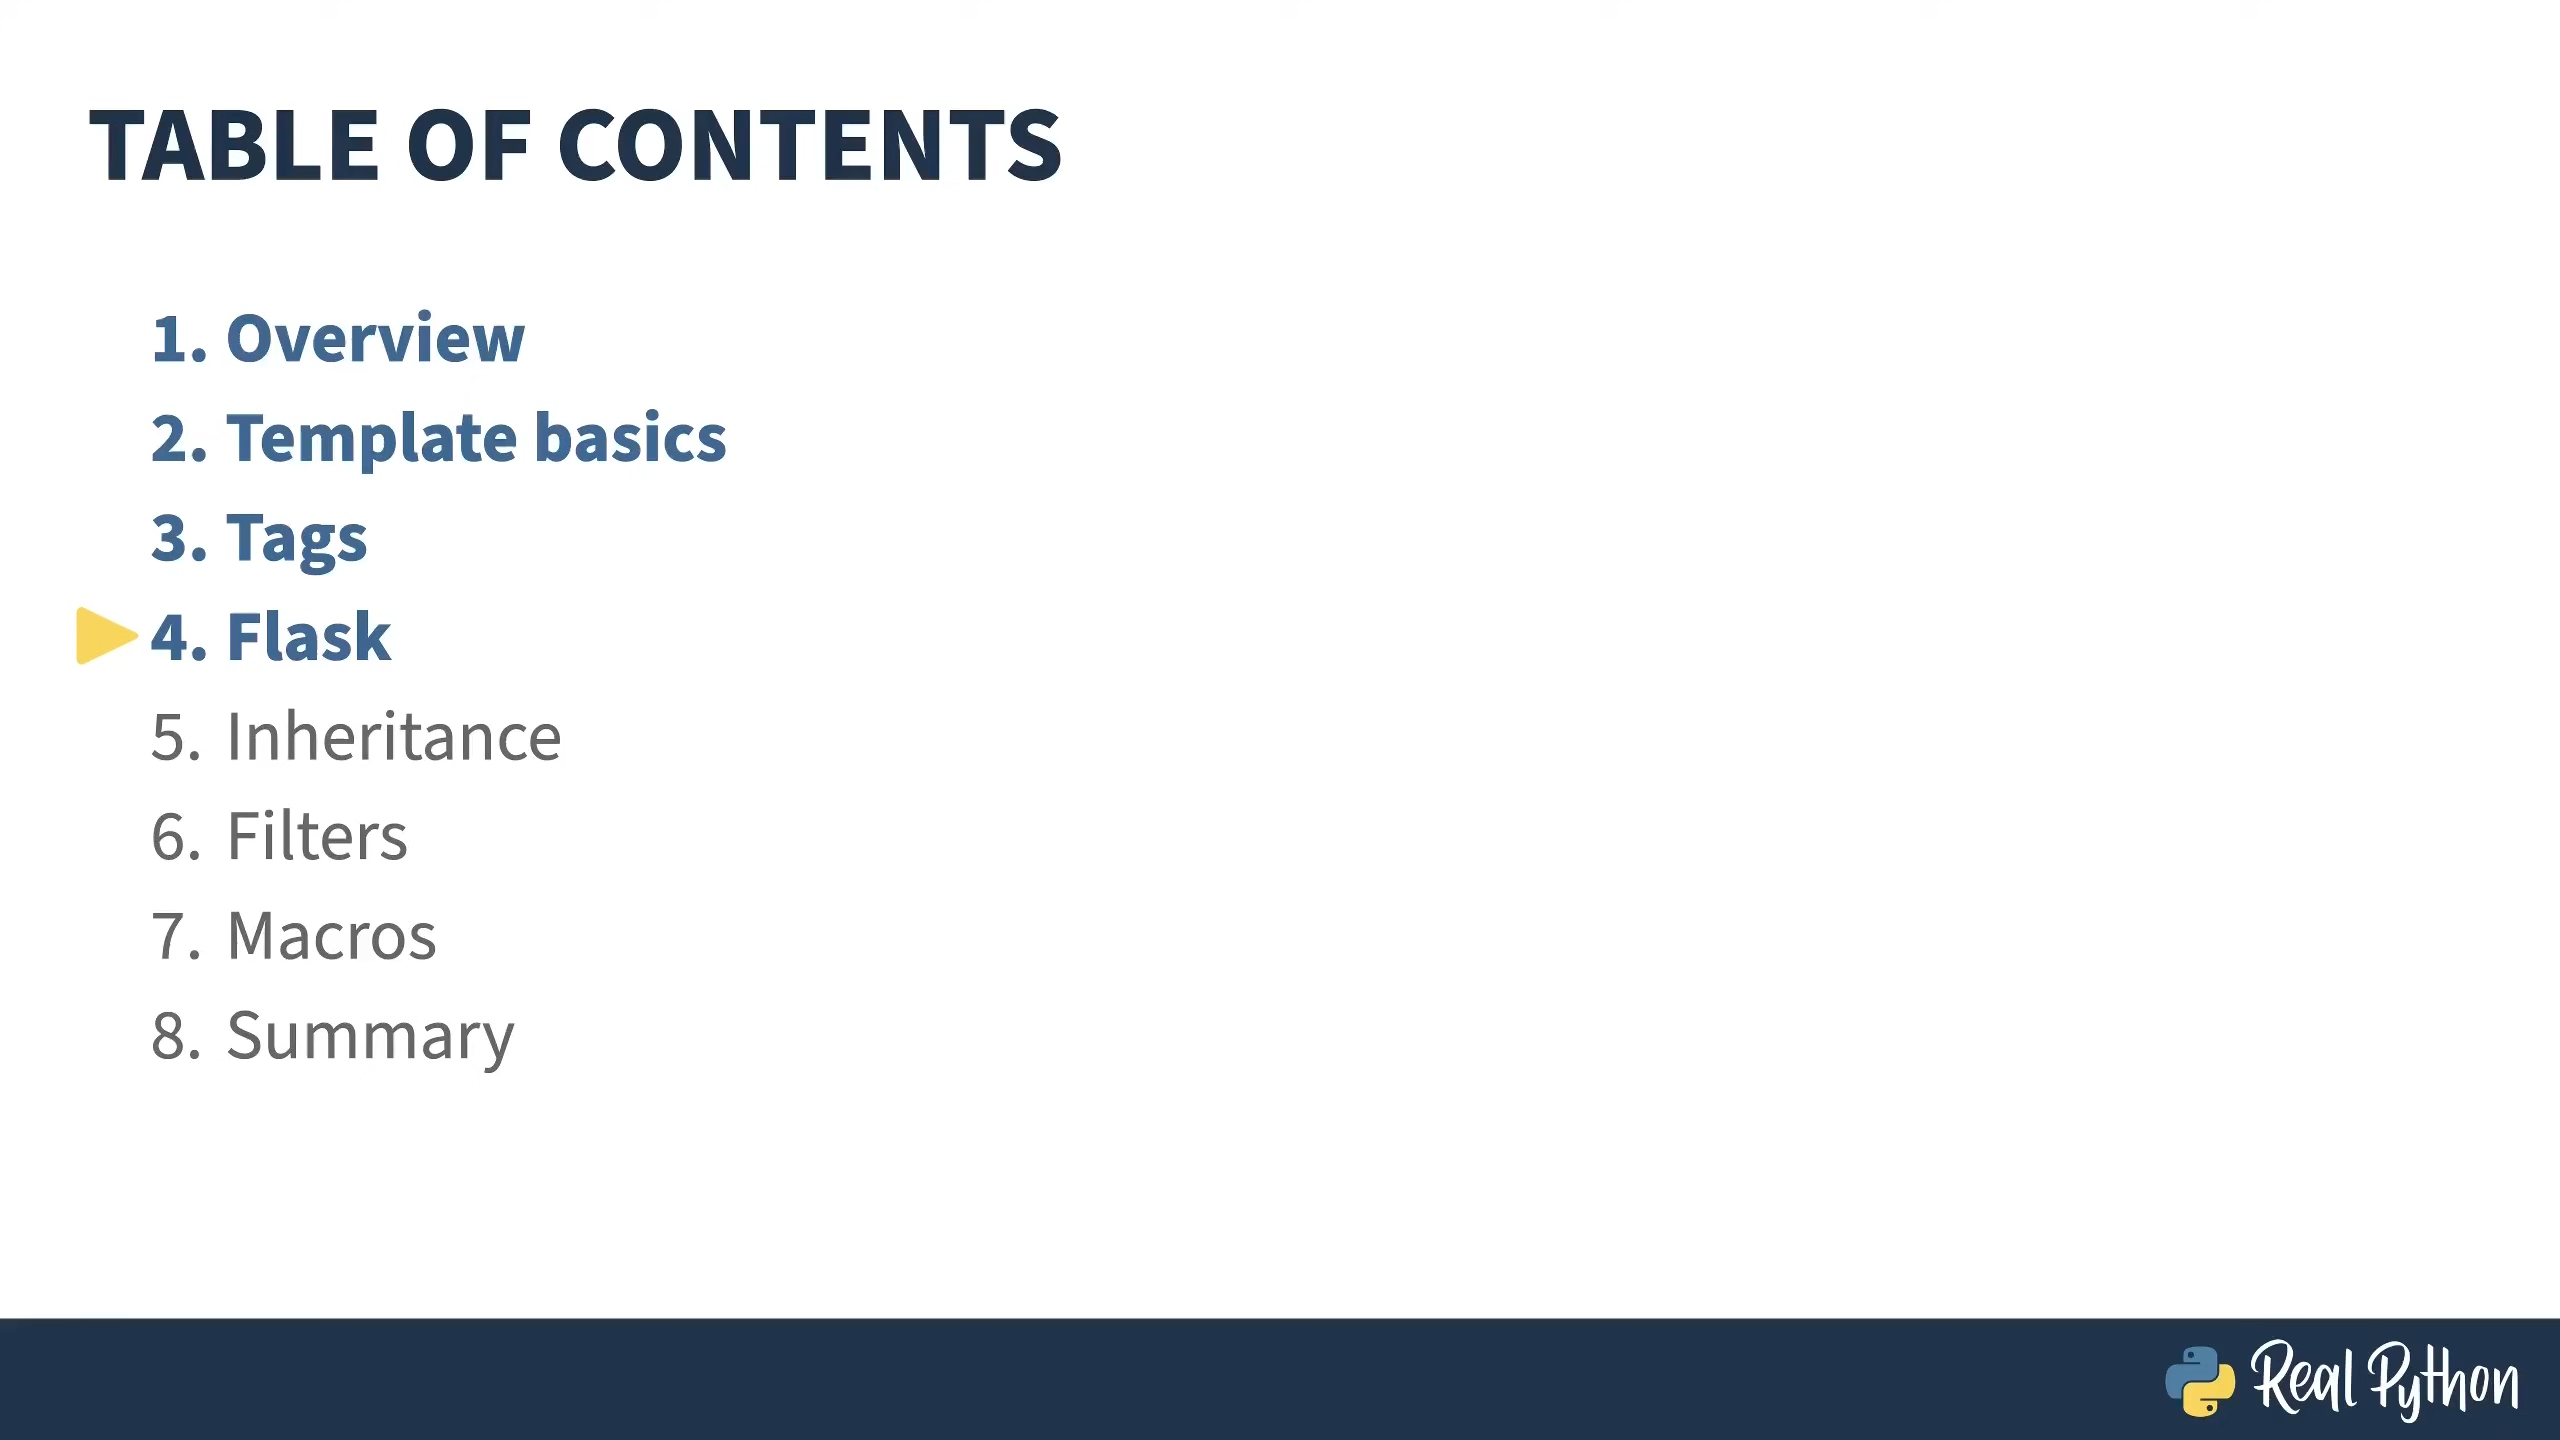 TABLE OF CONTENTS
1. Overview
2. Template basics
3. Tags
4. Flask
5. Inheritance
6. Filters
7. Macros
8. Summary
Real Python